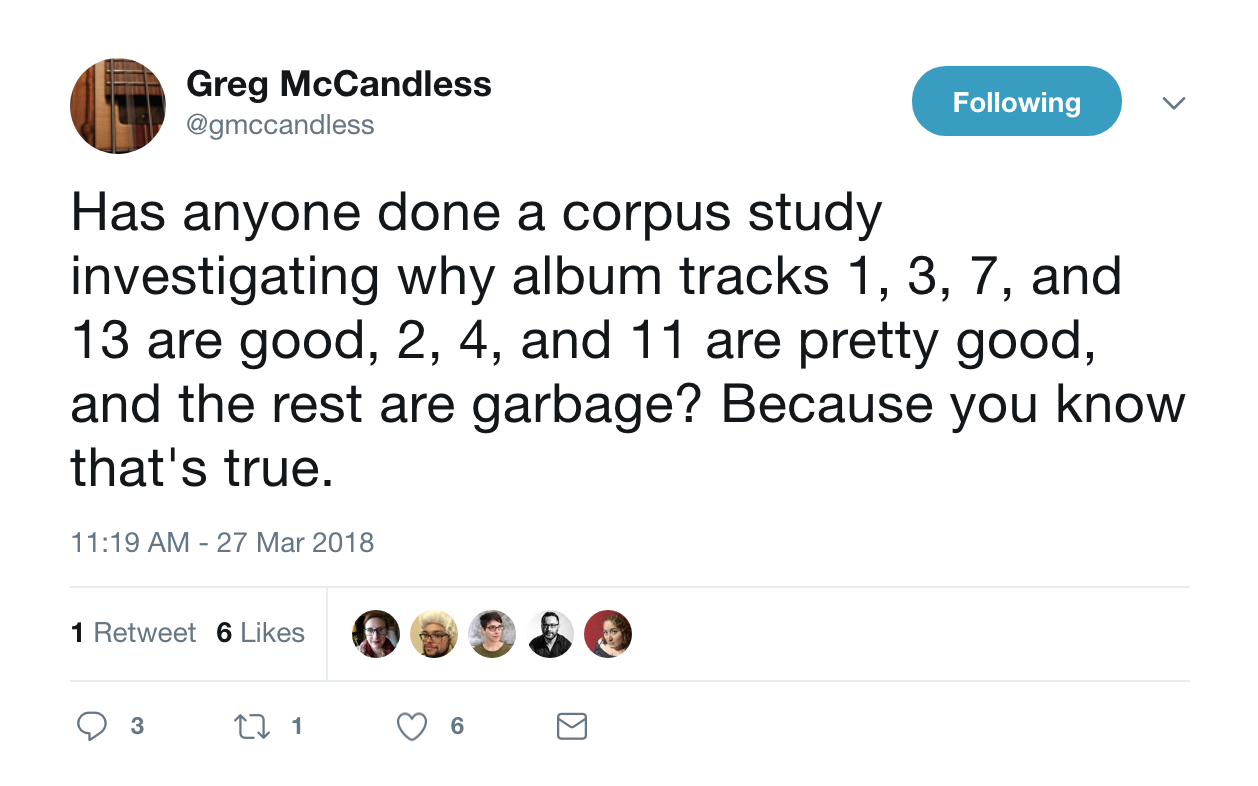 Greg McCandless
@gmccandless
Following
Has anyone done a corpus study
investigating why album tracks 1, 3, 7, and
13 are good, 2, 4, and 11 are pretty good,
and the rest are garbage? Because you know
that's true.
11:19 AM - 27 Mar 2018
1 Retweet 6 Likes
3 1 6